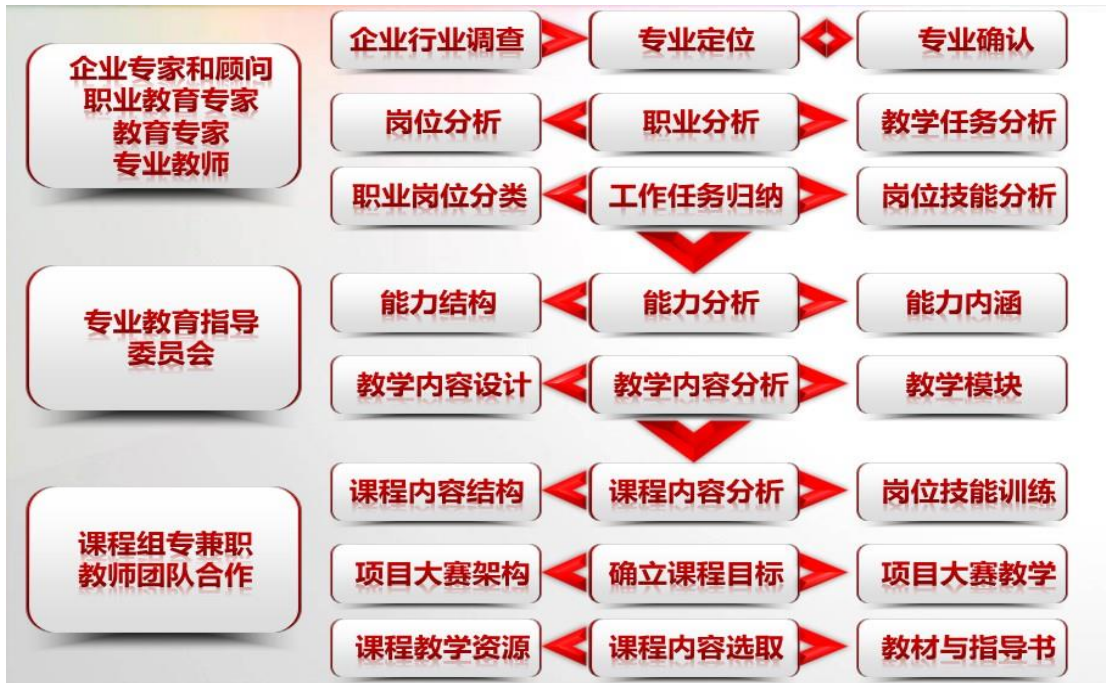 企业专家和顾问
职业教育专家
教育专家
专业教师
企业行业调查
专业定位
专业确认
岗位分析
职业分析
教学任务分析
职业岗位分类
工作任务归纳
岗位技能分析
专业教育指导
委员会
能力结构
能力分析
能力内涵
教学内容设计
教学内容分析
教学模块
课程组专兼职
教师团队合作
课程内容结构
课程内容分析
岗位技能训练
项目大赛架构
确立课程目标
项目大赛教学
课程教学资源
课程内容选取
教材与指导书